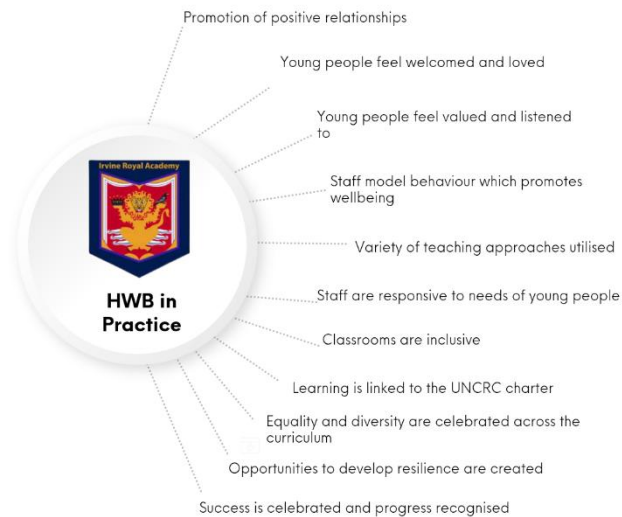 Promotion of positive relationships
Young people feel welcomed and loved
Young people feel valued and listened
to
Irvine Royal Academy
Staff model behaviour which promotes
wellbeing
Variety of teaching approaches utilised
HWB in
Practice
Staff are responsive to needs of young people
Classrooms are inclusive
Learning is linked to the UNCRC charter
Equality and diversity are celebrated across the
curriculum
Opportunities to develop resilience are created
Success is celebrated and progress recognised